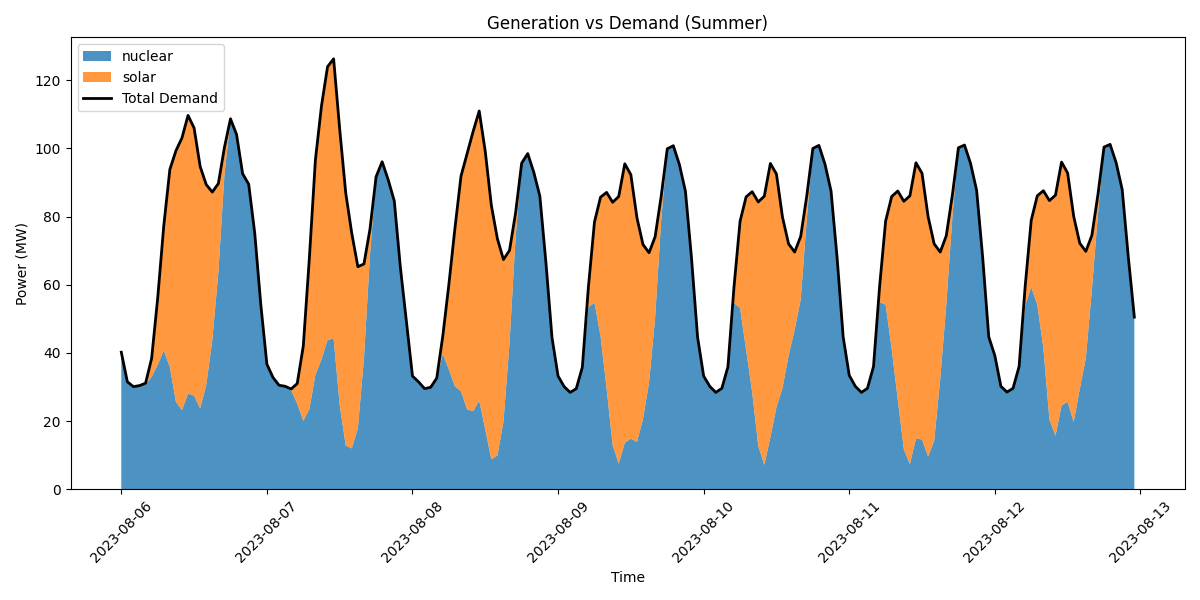 Generation vs Demand (Summer)
nuclear
solar
Total Demand
Power (MW)
120
100
80
60
40
20
0
2023-08-06
2023-08-07
2023-08-08
2023-08-09
2023-08-10
2023-08-11
2023-08-12
2023-08-13
Time